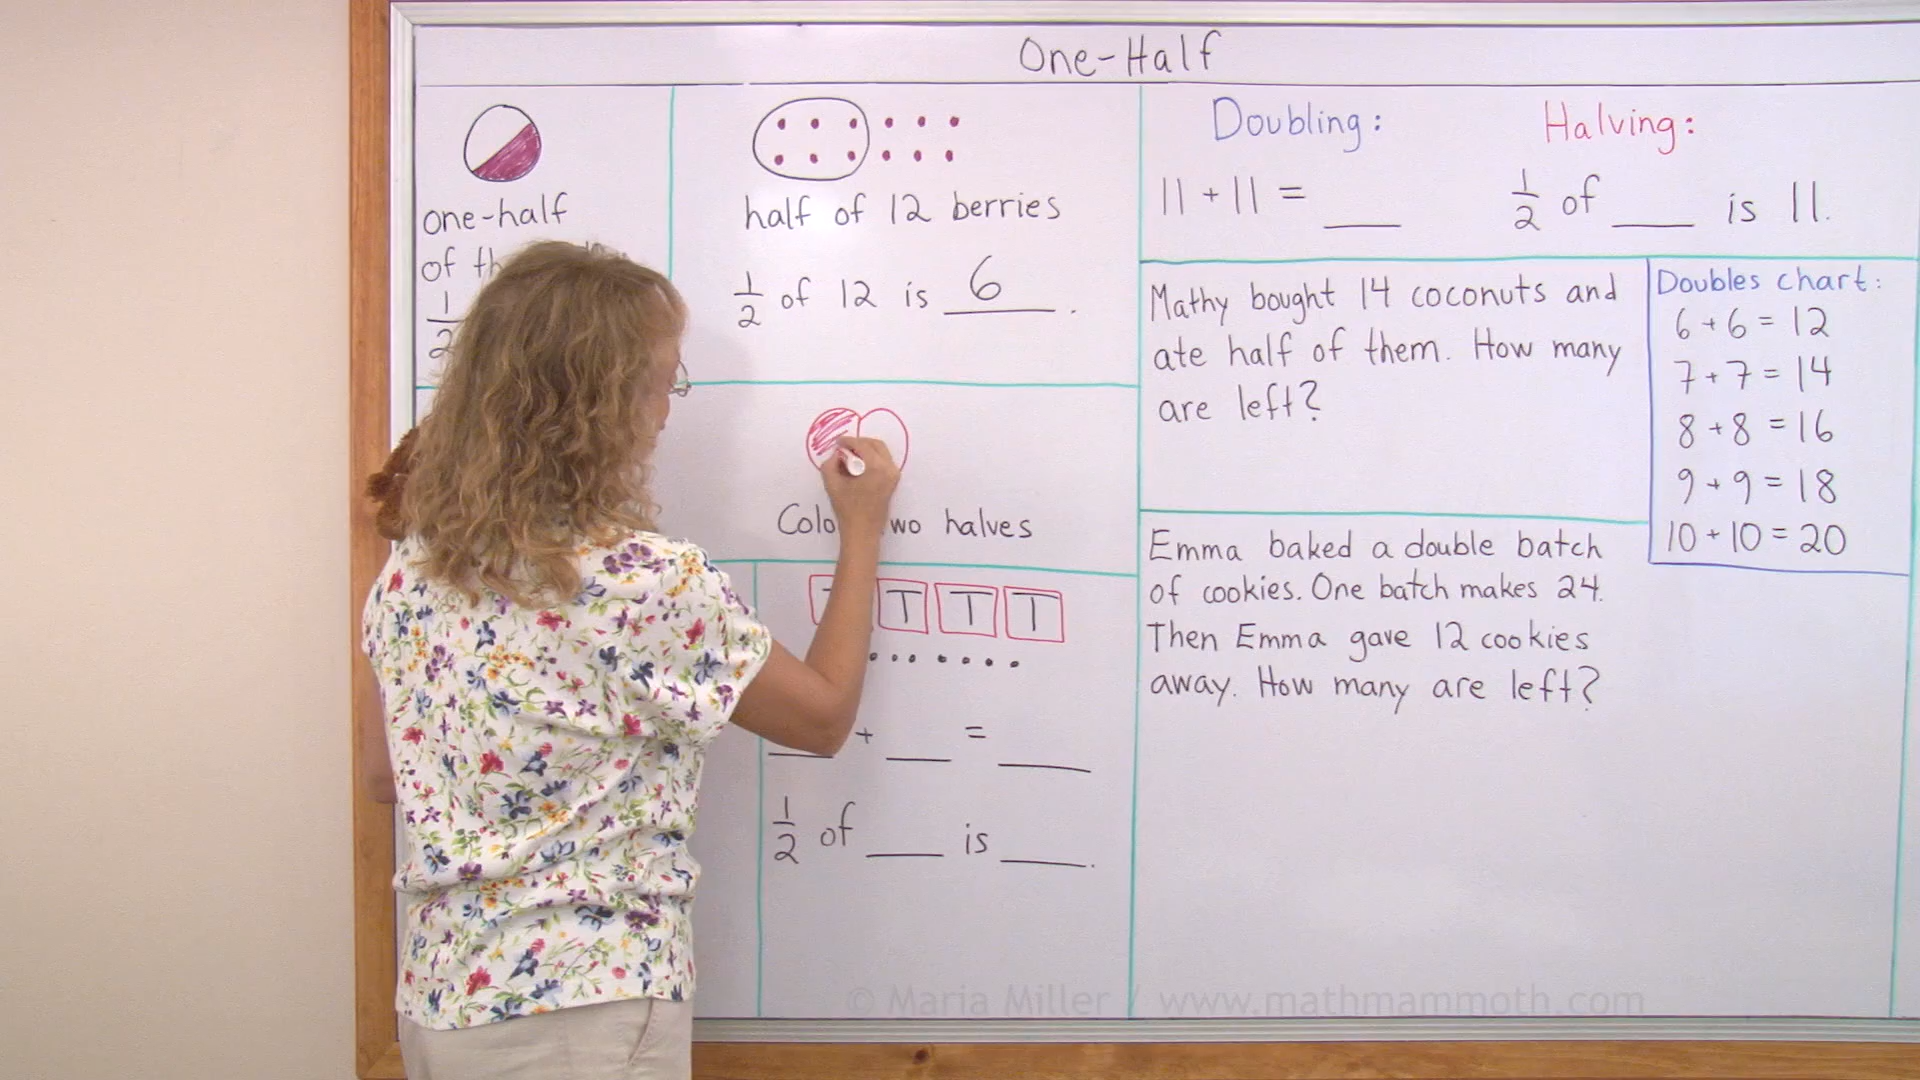 One-Half
one-half
of
1/2
half of 12 berries
1/2 of 12 is 6.
halves
T T T
___ + ___ = ___
1/2 of ___ is ___.
Doubling:
11 + 11 = ___
Halving:
1/2 of ___ is 11.
Mathy bought 14 coconuts and
ate half of them. How many
are left?
Doubles chart:
6 + 6 = 12
7 + 7 = 14
8 + 8 = 16
9 + 9 = 18
10 + 10 = 20
Emma baked a double batch
of cookies. One batch makes 24.
Then Emma gave 12 cookies
away. How many are left?
© Maria Miller / www.mathmammoth.com